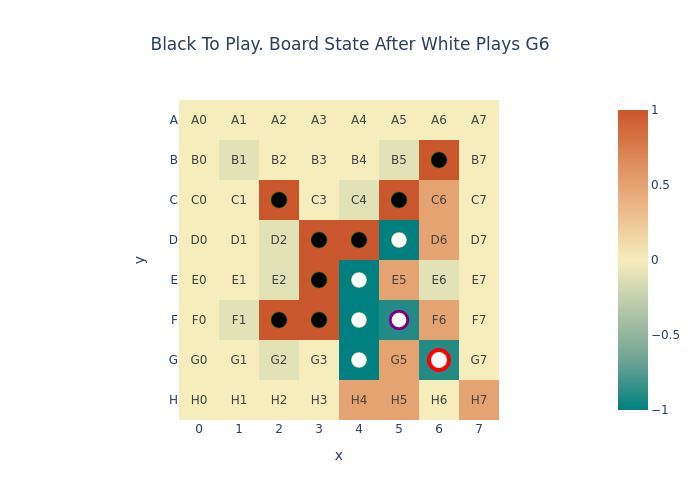 Black To Play. Board State After White Plays G6
A A0 A1 A2 A3 A4 A5 A6 A7 1
B B0 B1 B2 B3 B4 B5 B7
C C0 C1 C3 C4 C6 C7 0.5
D D0 D1 D2 D6 D7
y
E E0 E1 E2 E5 E6 E7 0
F F0 F1 F6 F7 −0.5
G G0 G1 G2 G3 G5 G7
H H0 H1 H2 H3 H4 H5 H6 H7 −1
0 1 2 3 4 5 6 7
x